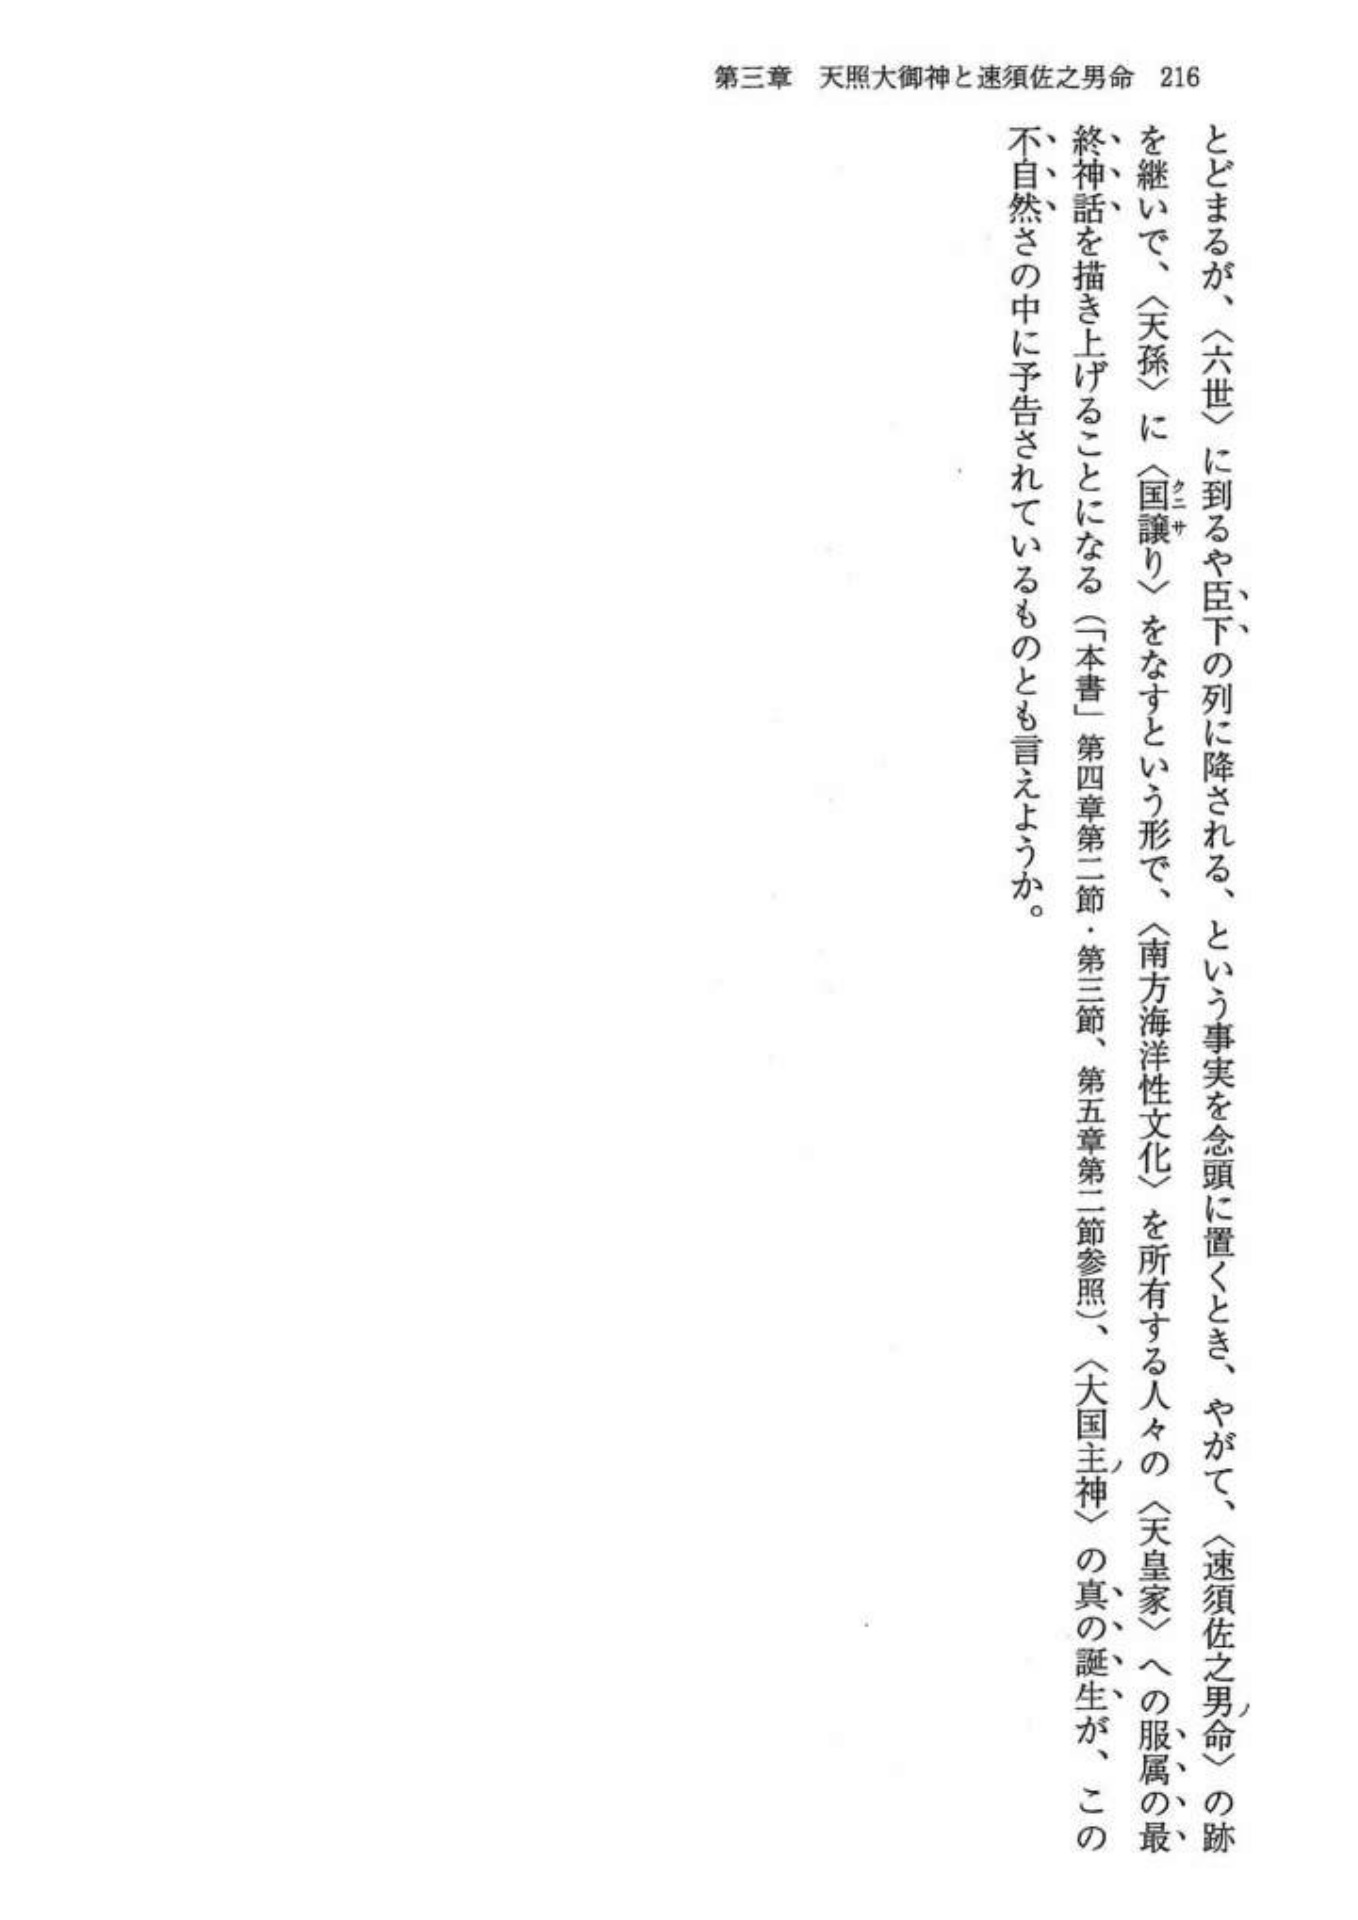 第三章　天照大御神と速須佐之男命　216
とどまるが、〈六世〉に到るや臣下の列に降される、という事実を念頭に置くとき、やがて、〈速須佐之男ノ命〉の跡
を継いで、〈天孫〉に〈国譲り〉をなすという形で、〈南方海洋性文化〉を所有する人々の〈天皇家〉への服属の最
クニサ
終神話を描き上げることになる（「本書」第四章第二節・第三節、第五章第二節参照）、〈大国主ノ神〉の真の誕生が、この
不自然さの中に予告されているものとも言えようか。